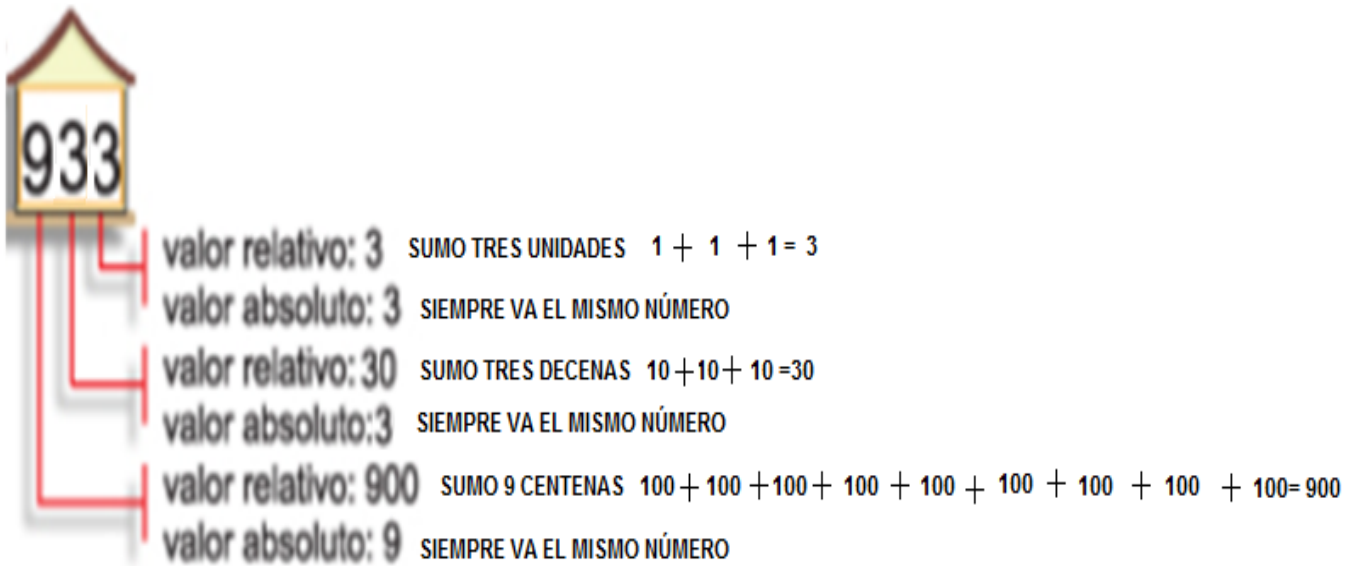 933
valor relativo: 3 SUMO TRES UNIDADES 1 + 1 + 1 = 3
valor absoluto: 3 SIEMPRE VA EL MISMO NÚMERO
valor relativo: 30 SUMO TRES DECENAS 10 + 10 + 10 =30
valor absoluto:3 SIEMPRE VA EL MISMO NÚMERO
valor relativo: 900 SUMO 9 CENTENAS 100 + 100 + 100 + 100 + 100 + 100 + 100 + 100 + 100= 900
valor absoluto: 9 SIEMPRE VA EL MISMO NÚMERO